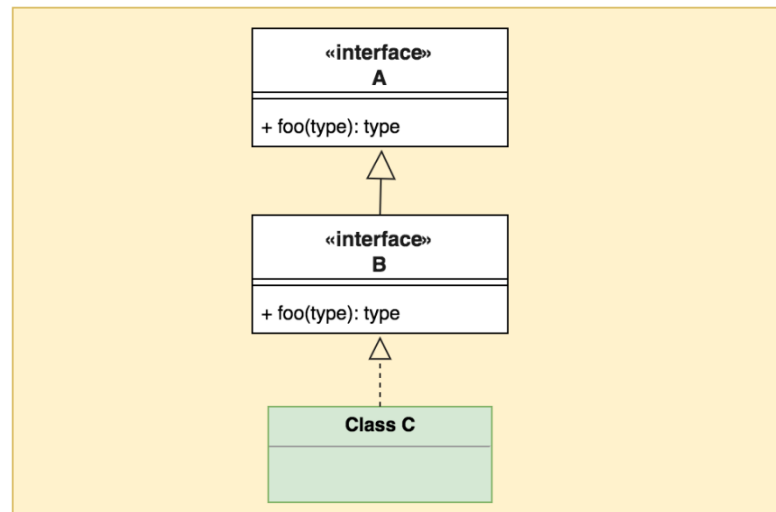 «interface»
A
+ foo(type): type
«interface»
B
+ foo(type): type
Class C